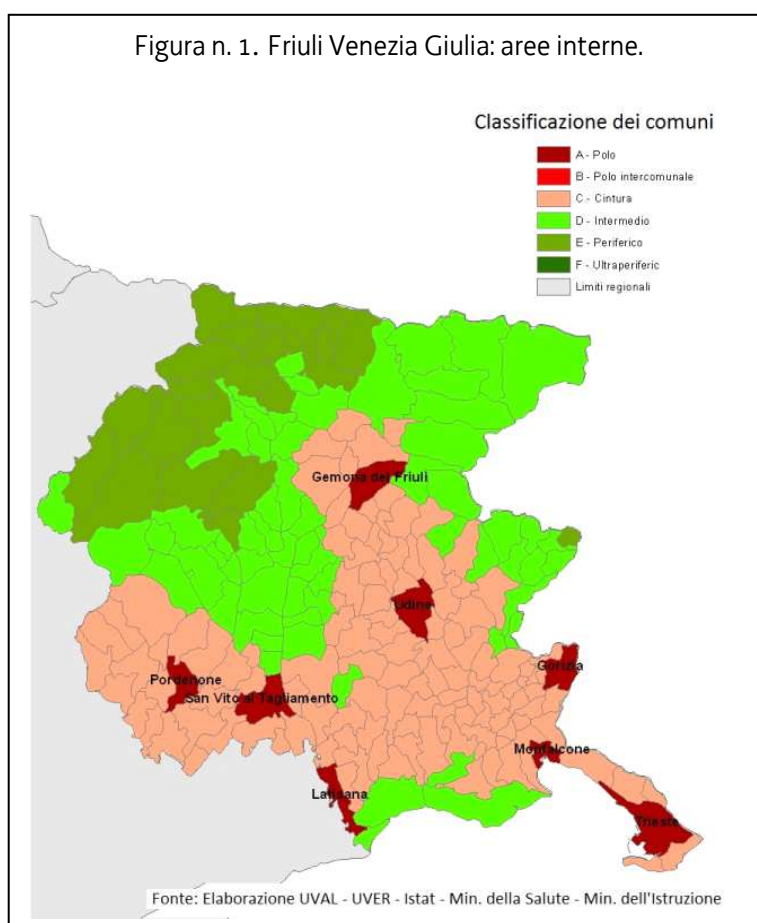 Figura n. 1. Friuli Venezia Giulia: aree interne.
Classificazione dei comuni
A - Polo
B - Polo intercomunale
C - Cintura
D - Intermedio
E - Periferico
F - Ultraperiferic
Limiti regionali
Gemona del Friuli
Udine
Pordenone
Gorizia
San Vito al Tagliamento
Monfalcone
Latisana
Trieste
Fonte: Elaborazione UVAL - UVER - Istat - Min. della Salute - Min. dell'Istruzione